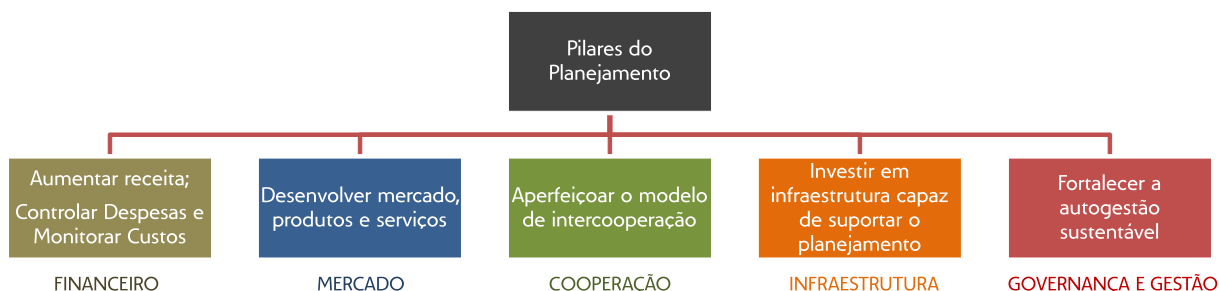 Pilares do
Planejamento
Aumentar receita;
Controlar Despesas e
Monitorar Custos
Desenvolver mercado,
produtos e serviços
Aperfeiçoar o modelo
de intercooperação
Investir em
infraestrutura capaz
de suportar o
planejamento
Fortalecer a
autogestão
sustentável
FINANCEIRO
MERCADO
COOPERAÇÃO
INFRAESTRUTURA
GOVERNANÇA E GESTÃO